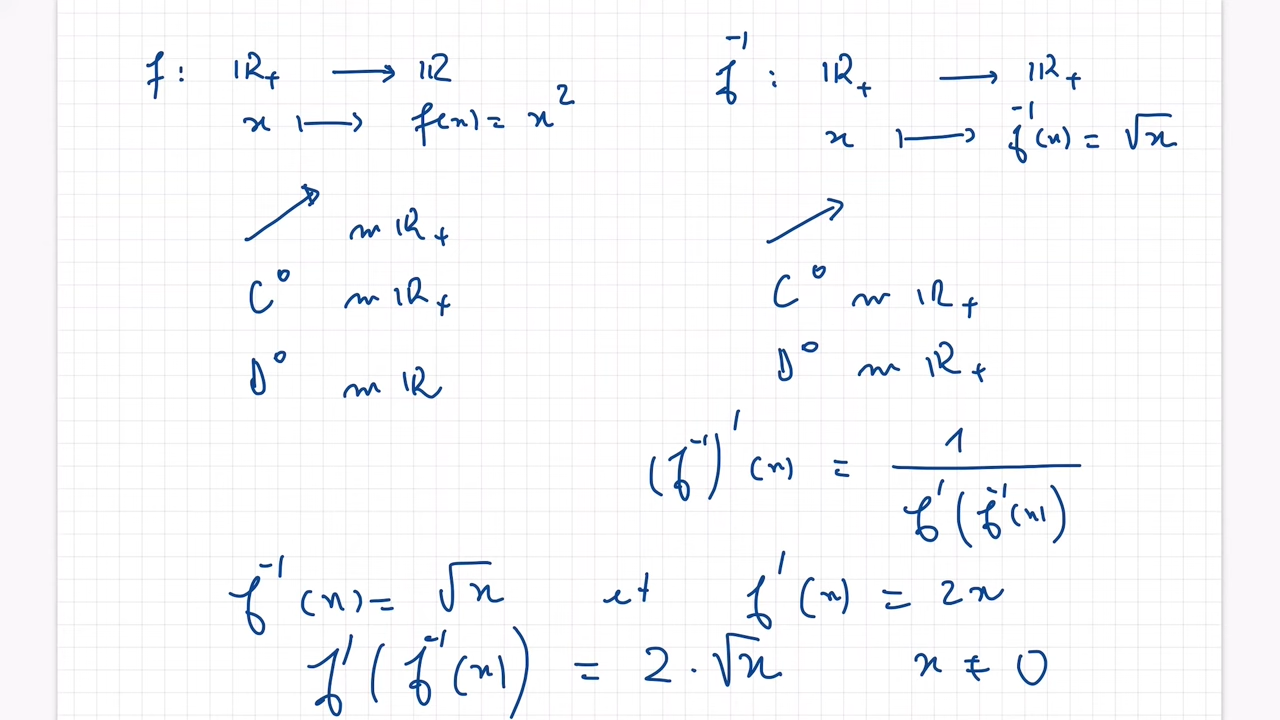 f : ℝ₊ ⟶ ℝ
x ⟼ f(x) = x²
↗ sur ℝ₊
C⁰ sur ℝ₊
D⁰ sur ℝ
f⁻¹ : ℝ₊ ⟶ ℝ₊
x ⟼ f⁻¹(x) = √x
↗
C⁰ sur ℝ₊
D⁰ sur ℝ₊
(f⁻¹)'(x) = 1 / f'(f⁻¹(x))
f⁻¹(x) = √x et f'(x) = 2x
f'(f⁻¹(x)) = 2 · √x x ≠ 0